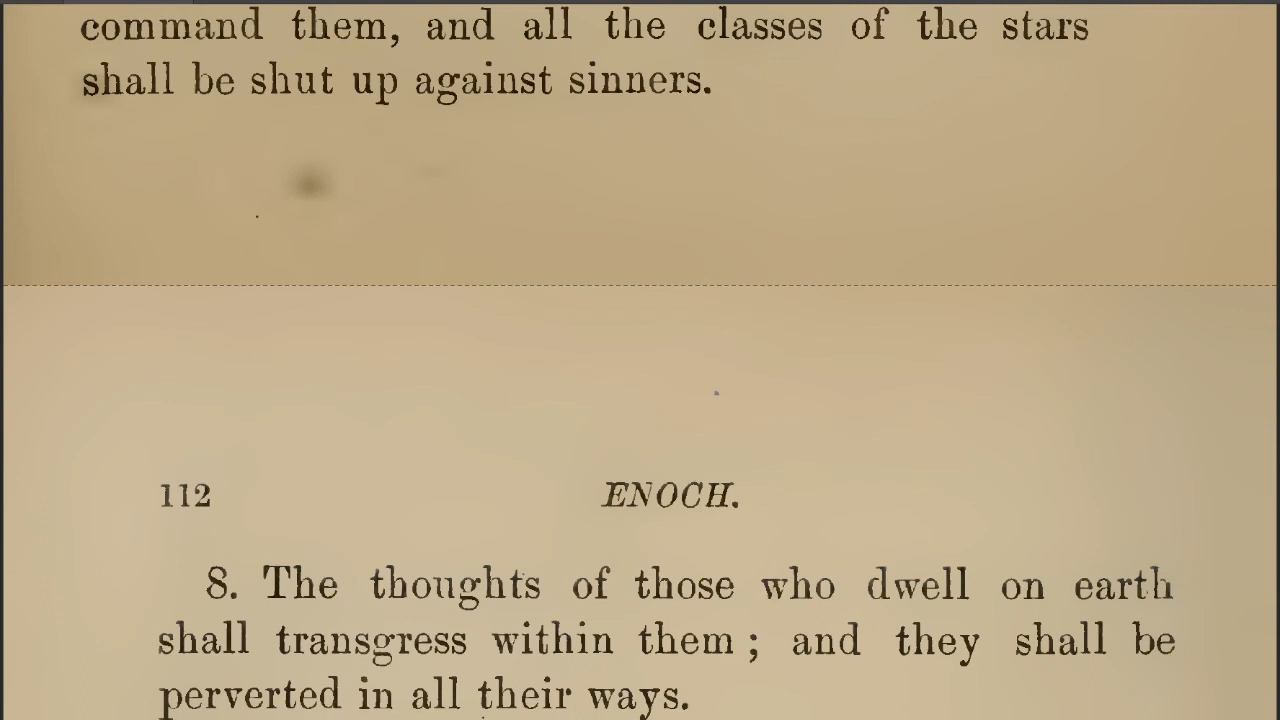 command them, and all the classes of the stars
shall be shut up against sinners.
112 ENOCH.
8. The thoughts of those who dwell on earth
shall transgress within them ; and they shall be
perverted in all their ways.